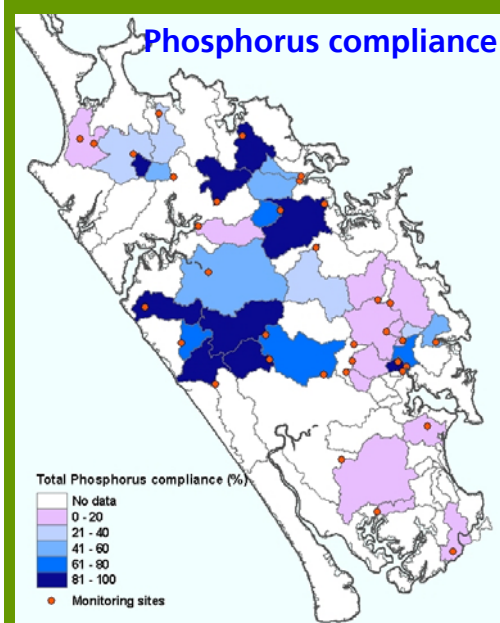 Phosphorus compliance
Total Phosphorus compliance (%)
No data
0 - 20
21 - 40
41 - 60
61 - 80
81 - 100
Monitoring sites